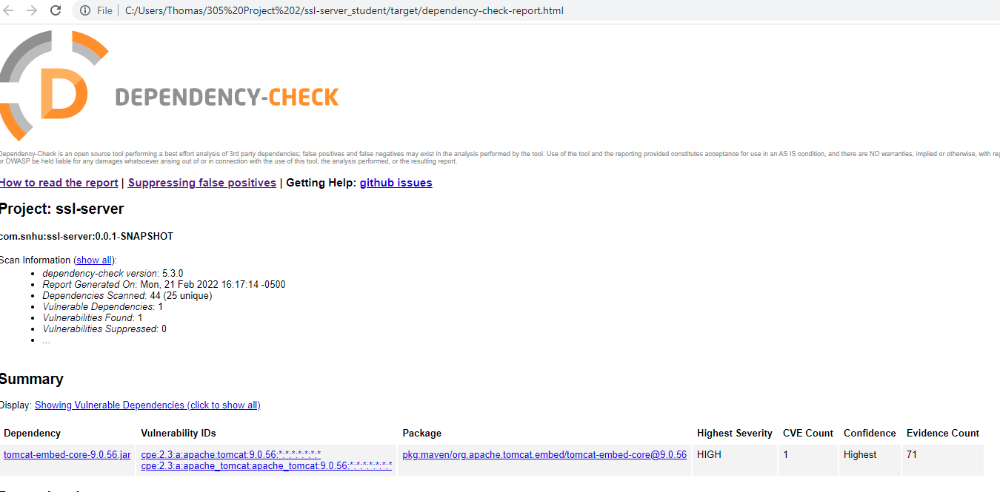 File | C:/Users/Thomas/305%20Project%202/ssl-server_student/target/dependency-check-report.html
D
DEPENDENCY-CHECK
Dependency-Check is an open source tool performing a best effort analysis of 3rd party dependencies; false positives and false negatives may exist in the analysis performed by the tool. Use of the tool and the reporting provided constitutes acceptance for use in an AS IS condition, and there are NO warranties, implied or otherwise, with reg
or OWASP be held liable for any damages whatsoever arising out of or in connection with the use of this tool, the analysis performed, or the resulting report.
How to read the report | Suppressing false positives | Getting Help: github issues
Project: ssl-server
com.snhu:ssl-server:0.0.1-SNAPSHOT
Scan Information (show all):
• dependency-check version: 5.3.0
• Report Generated On: Mon, 21 Feb 2022 16:17:14 -0500
• Dependencies Scanned: 44 (25 unique)
• Vulnerable Dependencies: 1
• Vulnerabilities Found: 1
• Vulnerabilities Suppressed: 0
• ...
Summary
Display: Showing Vulnerable Dependencies (click to show all)
Dependency Vulnerability IDs Package Highest Severity CVE Count Confidence Evidence Count
tomcat-embed-core-9.0.56.jar cpe:2.3:a:apache:tomcat:9.0.56:*:*:*:*:*:*:* pkg:maven/org.apache.tomcat.embed/tomcat-embed-core@9.0.56 HIGH 1 Highest 71
cpe:2.3:a:apache_tomcat:apache_tomcat:9.0.56:*:*:*:*:*:*:*